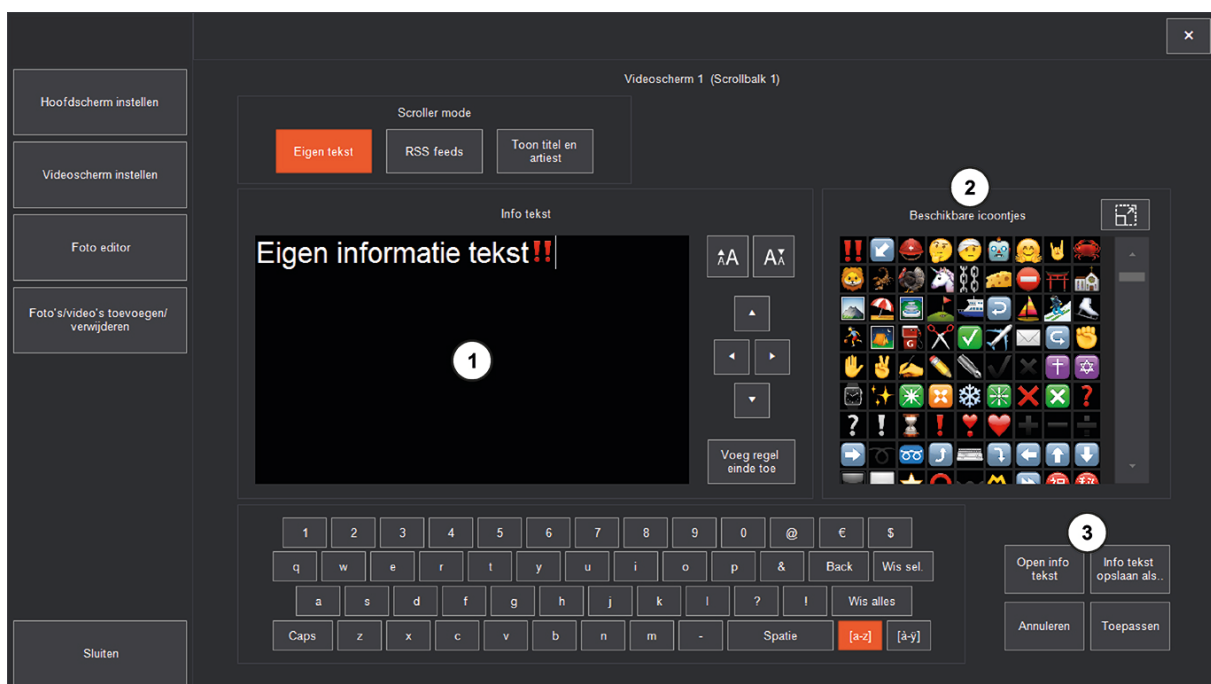 ×
Videoscherm 1 (Scrollbalk 1)
Hoofdscherm instellen
Videoscherm instellen
Foto editor
Foto's/video's toevoegen/
verwijderen
Sluiten
Scroller mode
Eigen tekst
RSS feeds
Toon titel en
artiest
Info tekst
Eigen informatie tekst‼
1
AA
AA
Voeg regel
einde toe
2
Beschikbare icoontjes
1 2 3 4 5 6 7 8 9 0 @ € $
q w e r t y u i o p & Back Wis sel.
a s d f g h j k l ? ! Wis alles
Caps z x c v b n m - Spatie [a-z] [à-ÿ]
3
Open info
tekst
Info tekst
opslaan als..
Annuleren
Toepassen